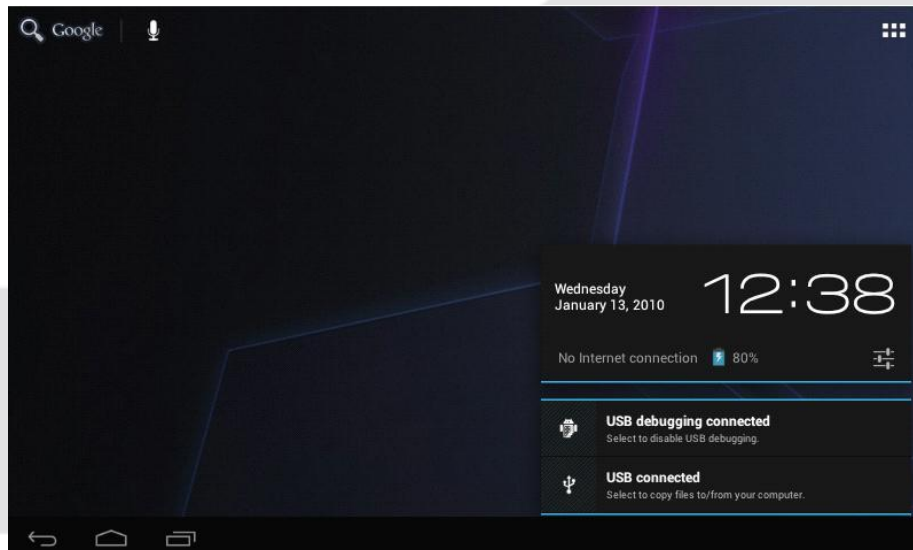 Google
Wednesday
January 13, 2010
12:38
No Internet connection 80%
USB debugging connected
Select to disable USB debugging.
USB connected
Select to copy files to/from your computer.